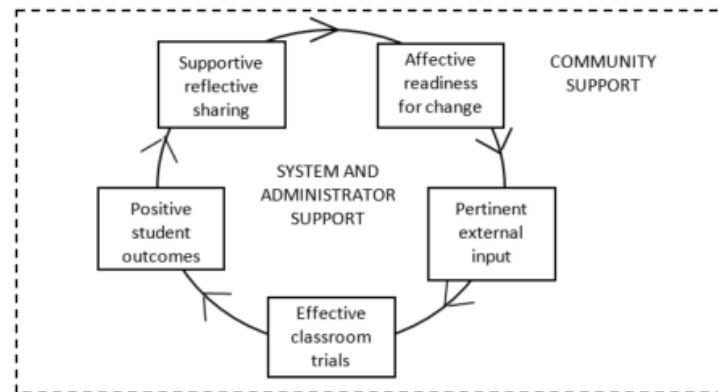 Supportive
reflective
sharing
Affective
readiness
for change
COMMUNITY
SUPPORT
SYSTEM AND
ADMINISTRATOR
SUPPORT
Positive
student
outcomes
Pertinent
external
input
Effective
classroom
trials